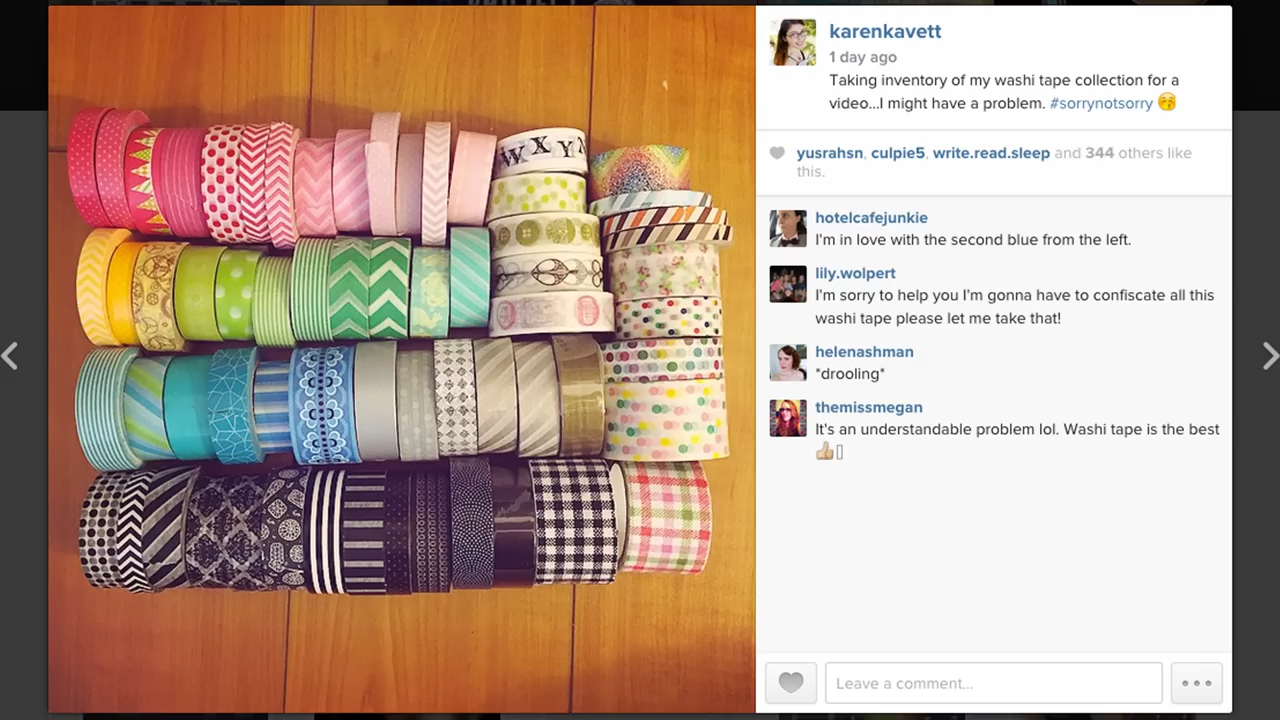 karenkavett
1 day ago
Taking inventory of my washi tape collection for a
video...I might have a problem. #sorrynotsorry 😚
yusrahsn, culpie5, write.read.sleep and 344 others like
this.
hotelcafejunkie
I'm in love with the second blue from the left.
lily.wolpert
I'm sorry to help you I'm gonna have to confiscate all this
washi tape please let me take that!
helenashman
*drooling*
themissmegan
It's an understandable problem lol. Washi tape is the best
👍
Leave a comment...
W X Y